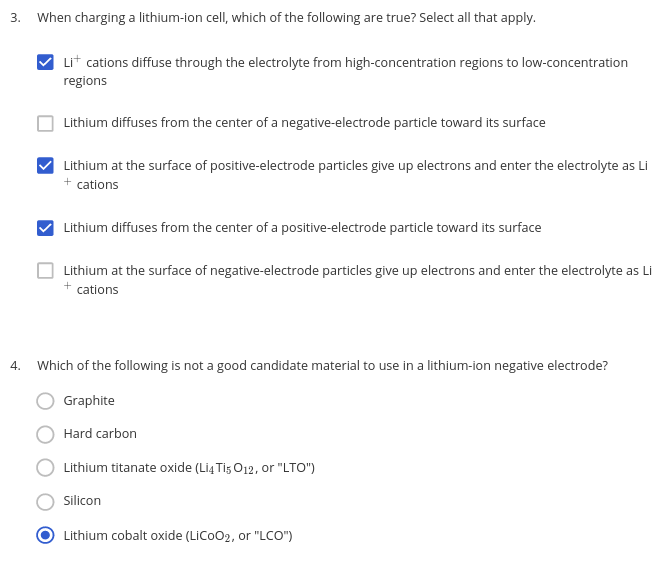 3. When charging a lithium-ion cell, which of the following are true? Select all that apply.
Li+ cations diffuse through the electrolyte from high-concentration regions to low-concentration
regions
Lithium diffuses from the center of a negative-electrode particle toward its surface
Lithium at the surface of positive-electrode particles give up electrons and enter the electrolyte as Li
+ cations
Lithium diffuses from the center of a positive-electrode particle toward its surface
Lithium at the surface of negative-electrode particles give up electrons and enter the electrolyte as Li
+ cations
4. Which of the following is not a good candidate material to use in a lithium-ion negative electrode?
Graphite
Hard carbon
Lithium titanate oxide (Li4Ti5O12, or "LTO")
Silicon
Lithium cobalt oxide (LiCoO2, or "LCO")